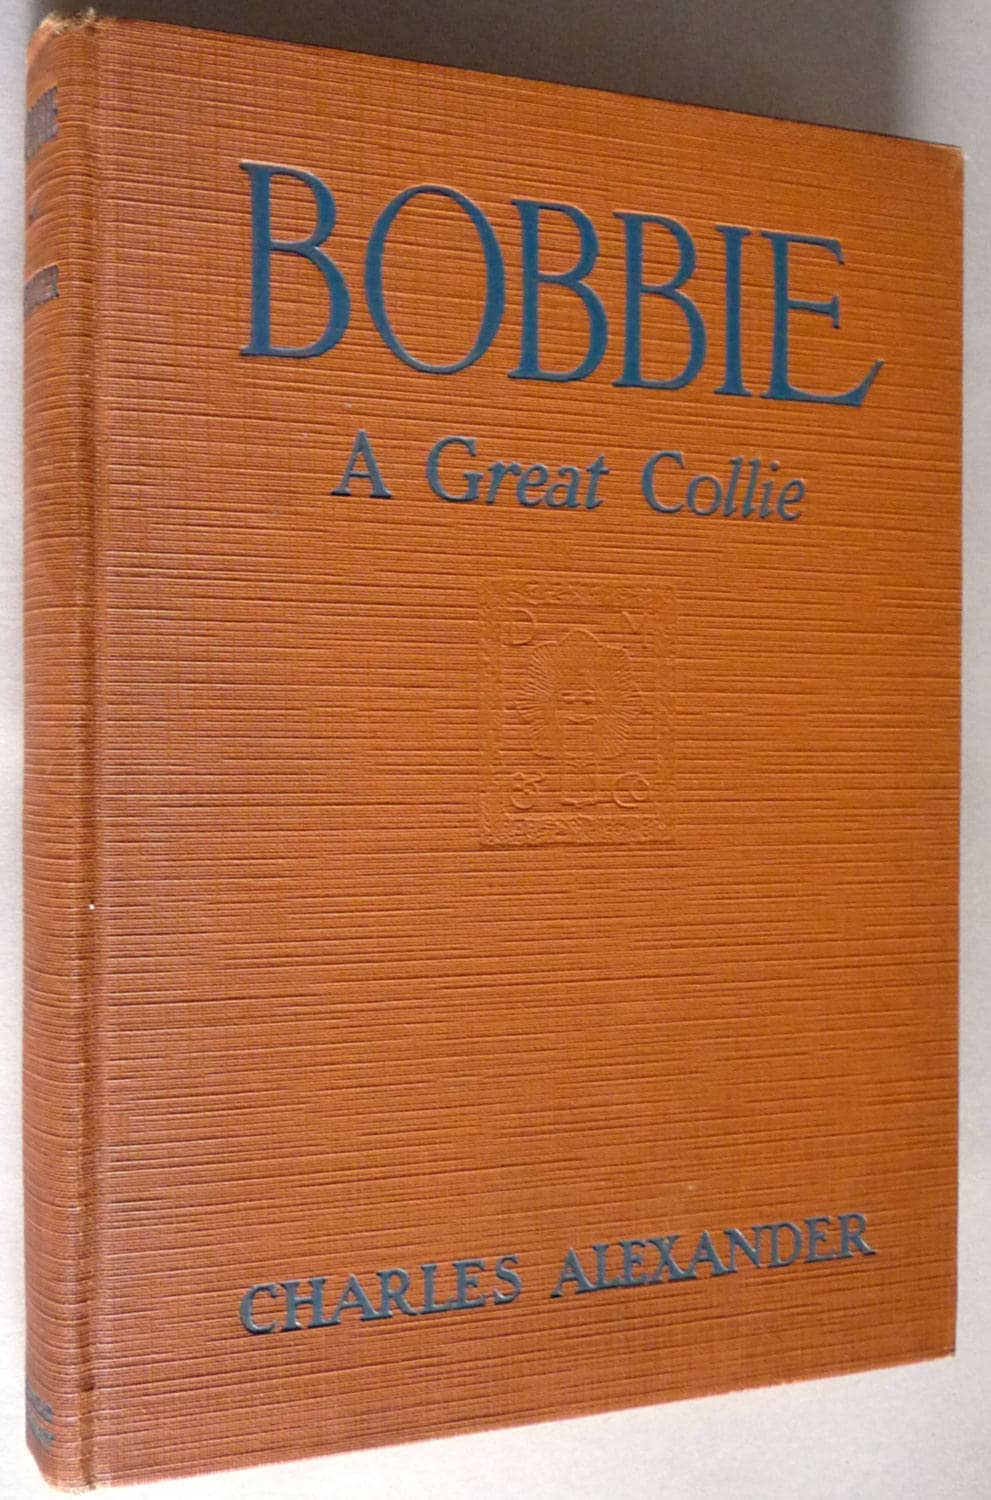 BOBBIE
A Great Collie
D
&
CHARLES ALEXANDER